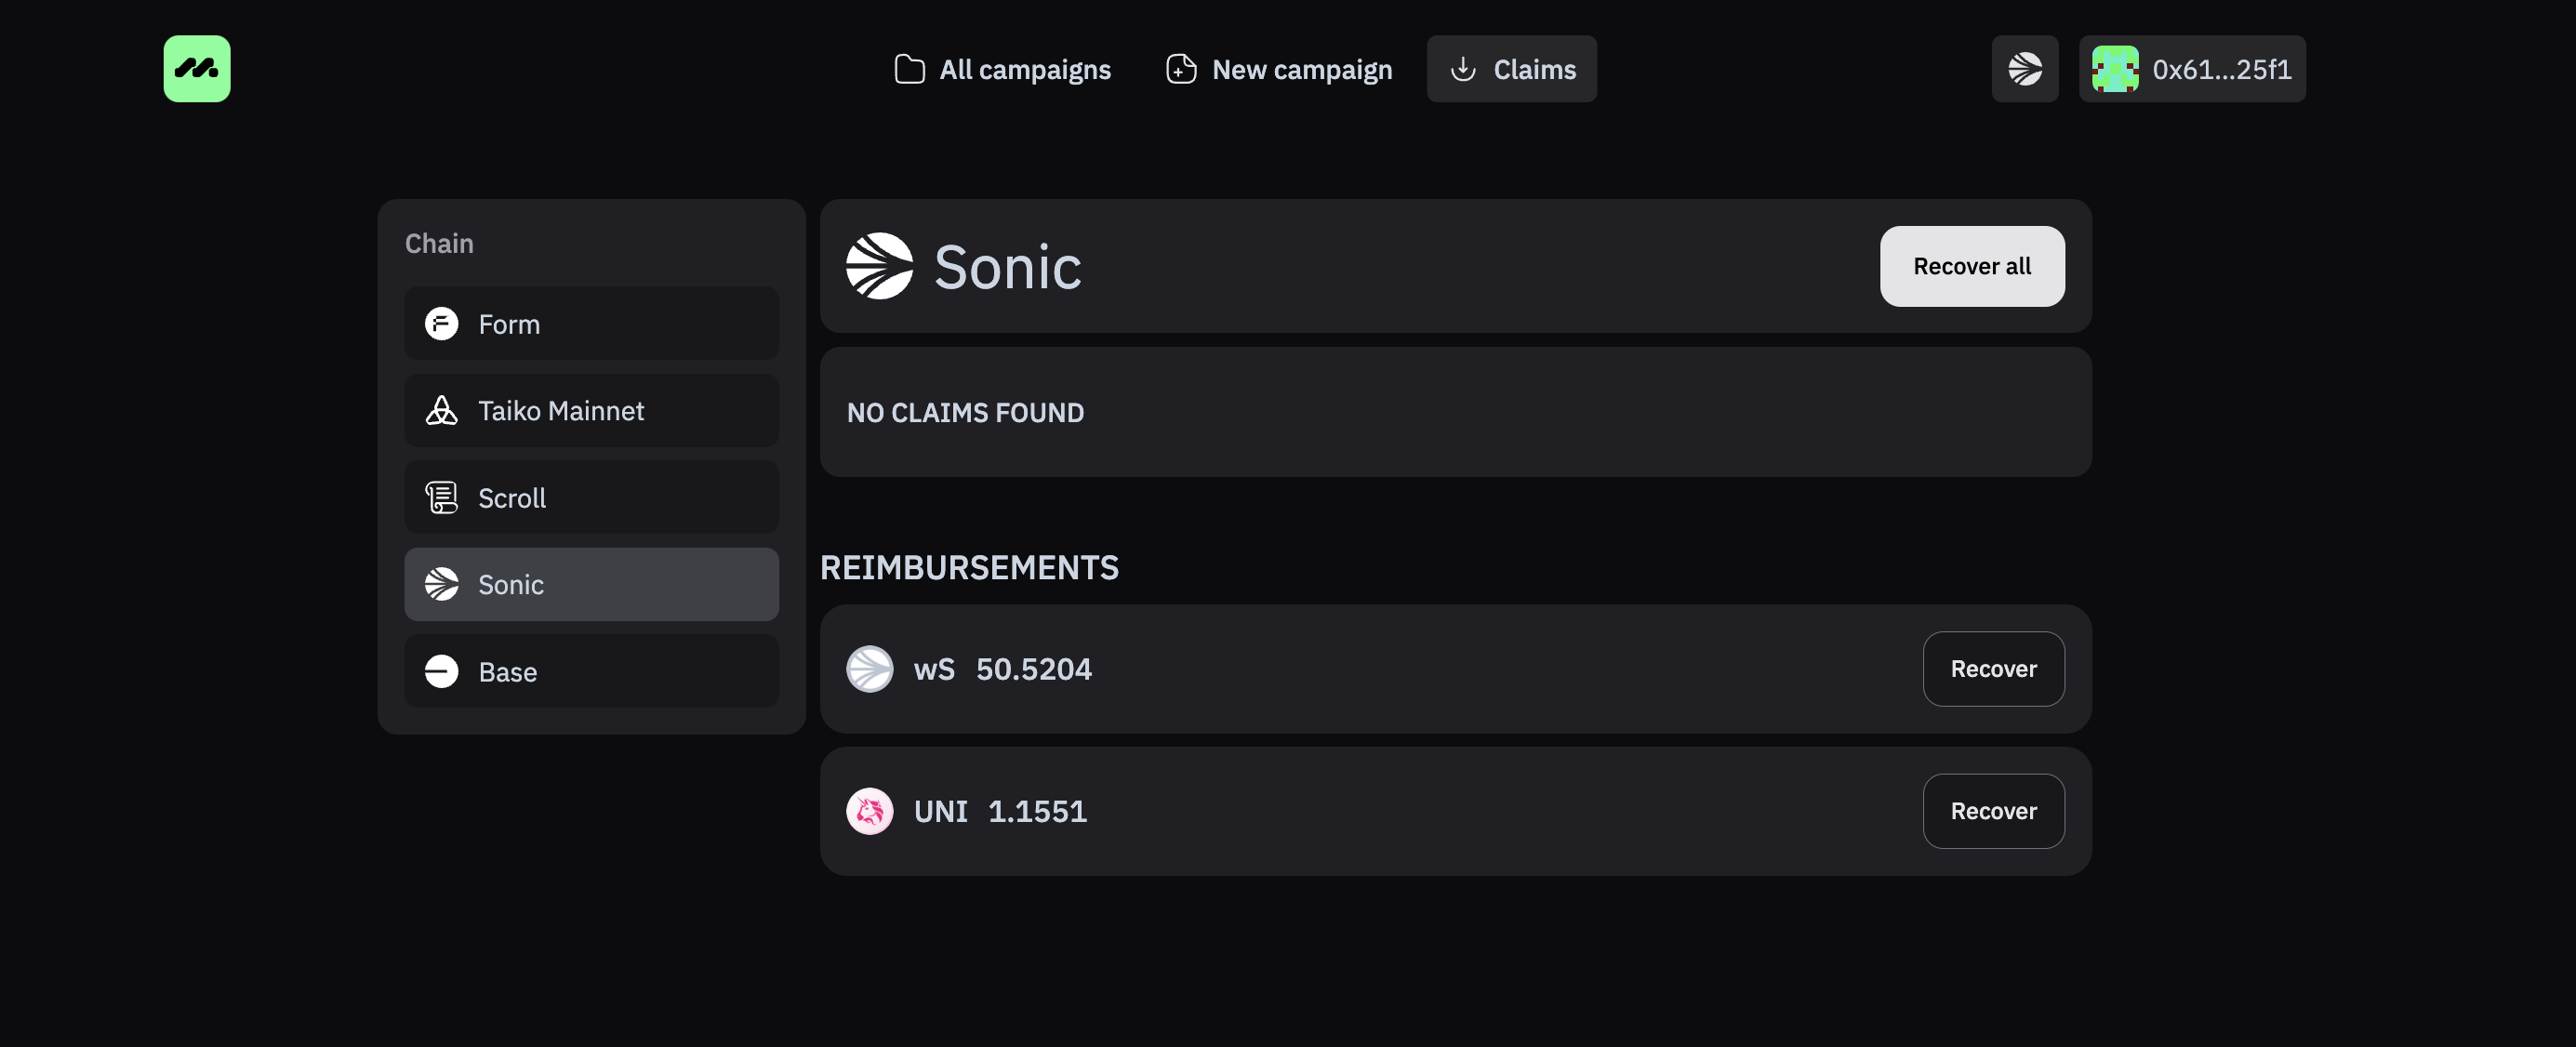 All campaigns
New campaign
Claims
0x61...25f1
Chain
Form
Taiko Mainnet
Scroll
Sonic
Base
Sonic
Recover all
NO CLAIMS FOUND
REIMBURSEMENTS
wS 50.5204
Recover
UNI 1.1551
Recover